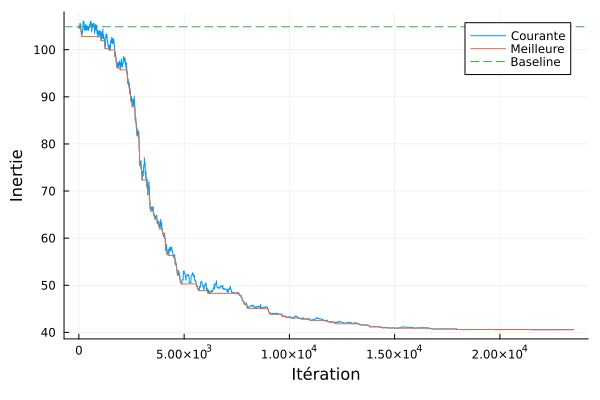 Courante
Meilleure
Baseline
100
90
80
70
60
50
40
Inertie
0
5.00×10³
1.00×10⁴
1.50×10⁴
2.00×10⁴
Itération